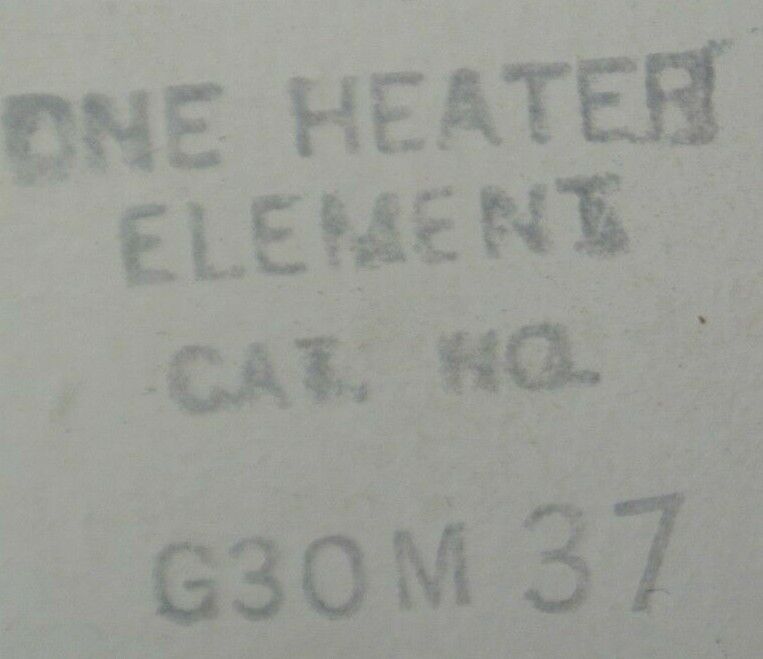 ONE HEATER
ELEMENT
CAT. NO.
G30M 37